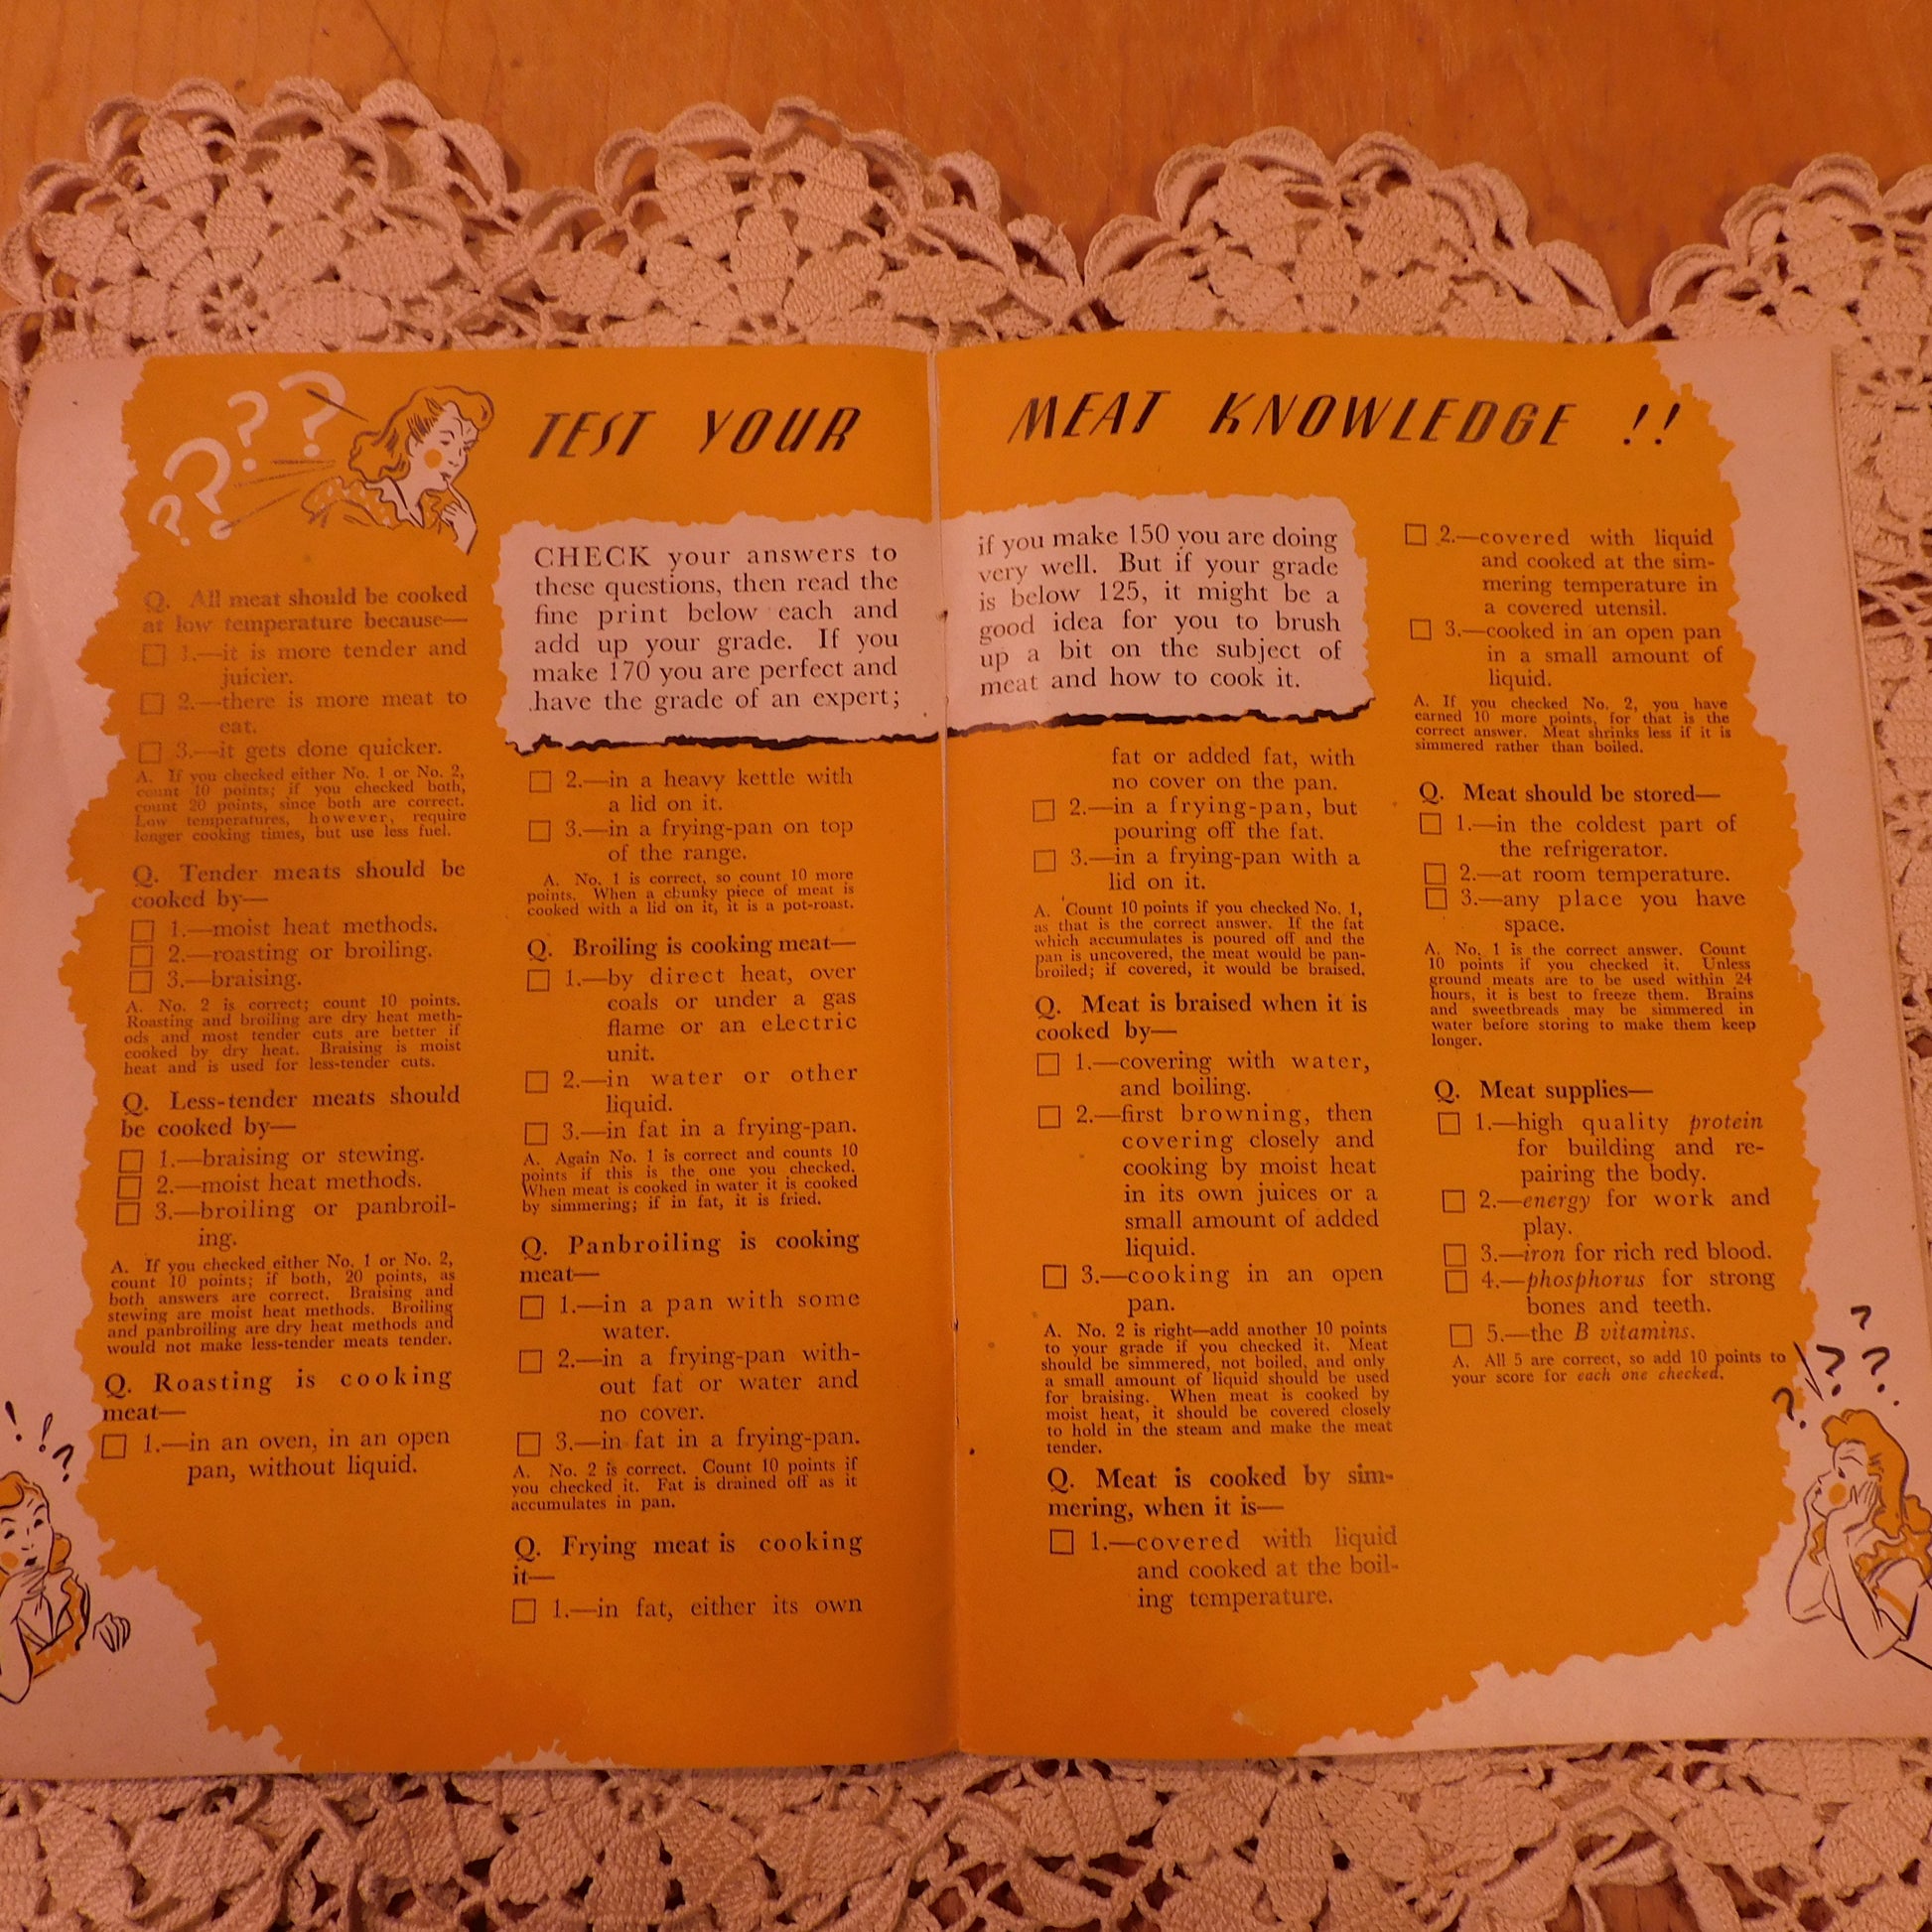 TEST YOUR MEAT KNOWLEDGE !!
CHECK your answers to
these questions, then read the
fine print below each and
add up your grade. If you
make 170 you are perfect and
have the grade of an expert;
if you make 150 you are doing
very well. But if your grade
is below 125, it might be a
good idea for you to brush
up a bit on the subject of
meat and how to cook it.
Q. All meat should be cooked
at low temperature because—
1.—it is more tender and
juicier.
2.—there is more meat to
eat.
3.—it gets done quicker.
A. If you checked either No. 1 or No. 2,
count 10 points; if you checked both,
count 20 points, since both are correct.
Low temperatures, however, require
longer cooking times, but use less fuel.
Q. Tender meats should be
cooked by—
1.—moist heat methods.
2.—roasting or broiling.
3.—braising.
A. No. 2 is correct; count 10 points.
Roasting and broiling are dry heat meth-
ods and most tender cuts are better if
cooked by dry heat. Braising is moist
heat and is used for less-tender cuts.
Q. Less-tender meats should
be cooked by—
1.—braising or stewing.
2.—moist heat methods.
3.—broiling or panbroil-
ing.
A. If you checked either No. 1 or No. 2,
count 10 points; if both, 20 points, as
both answers are correct. Braising and
stewing are moist heat methods. Broiling
and panbroiling are dry heat methods and
would not make less-tender meats tender.
Q. Roasting is cooking
meat—
1.—in an oven, in an open
pan, without liquid.
2.—in a heavy kettle with
a lid on it.
3.—in a frying-pan on top
of the range.
A. No. 1 is correct, so count 10 more
points. When a chunky piece of meat is
cooked with a lid on it, it is a pot-roast.
Q. Broiling is cooking meat—
1.—by direct heat, over
coals or under a gas
flame or an electric
unit.
2.—in water or other
liquid.
3.—in fat in a frying-pan.
A. Again No. 1 is correct and counts 10
points if this is the one you checked.
When meat is cooked in water it is cooked
by simmering; if in fat, it is fried.
Q. Panbroiling is cooking
meat—
1.—in a pan with some
water.
2.—in a frying-pan with-
out fat or water and
no cover.
3.—in fat in a frying-pan.
A. No. 2 is correct. Count 10 points if
you checked it. Fat is drained off as it
accumulates in pan.
Q. Frying meat is cooking
it—
1.—in fat, either its own
fat or added fat, with
no cover on the pan.
2.—in a frying-pan, but
pouring off the fat.
3.—in a frying-pan with a
lid on it.
A. Count 10 points if you checked No. 1,
as that is the correct answer. If the fat
which accumulates is poured off and the
pan is uncovered, the meat would be pan-
broiled; if covered, it would be braised.
Q. Meat is braised when it is
cooked by—
1.—covering with water,
and boiling.
2.—first browning, then
covering closely and
cooking by moist heat
in its own juices or a
small amount of added
liquid.
3.—cooking in an open
pan.
A. No. 2 is right—add another 10 points
to your grade if you checked it. Meat
should be simmered, not boiled, and only
a small amount of liquid should be used
for braising. When meat is cooked by
moist heat, it should be covered closely
to hold in the steam and make the meat
tender.
Q. Meat is cooked by sim-
mering, when it is—
1.—covered with liquid
and cooked at the boil-
ing temperature.
2.—covered with liquid
and cooked at the sim-
mering temperature in
a covered utensil.
3.—cooked in an open pan
in a small amount of
liquid.
A. If you checked No. 2, you have
earned 10 more points, for that is the
correct answer. Meat shrinks less if it is
simmered rather than boiled.
Q. Meat should be stored—
1.—in the coldest part of
the refrigerator.
2.—at room temperature.
3.—any place you have
space.
A. No. 1 is the correct answer. Count
10 points if you checked it. Unless
ground meats are to be used within 24
hours, it is best to freeze them. Brains
and sweetbreads may be simmered in
water before storing to make them keep
longer.
Q. Meat supplies—
1.—high quality protein
for building and re-
pairing the body.
2.—energy for work and
play.
3.—iron for rich red blood.
4.—phosphorus for strong
bones and teeth.
5.—the B vitamins.
A. All 5 are correct, so add 10 points to
your score for each one checked.